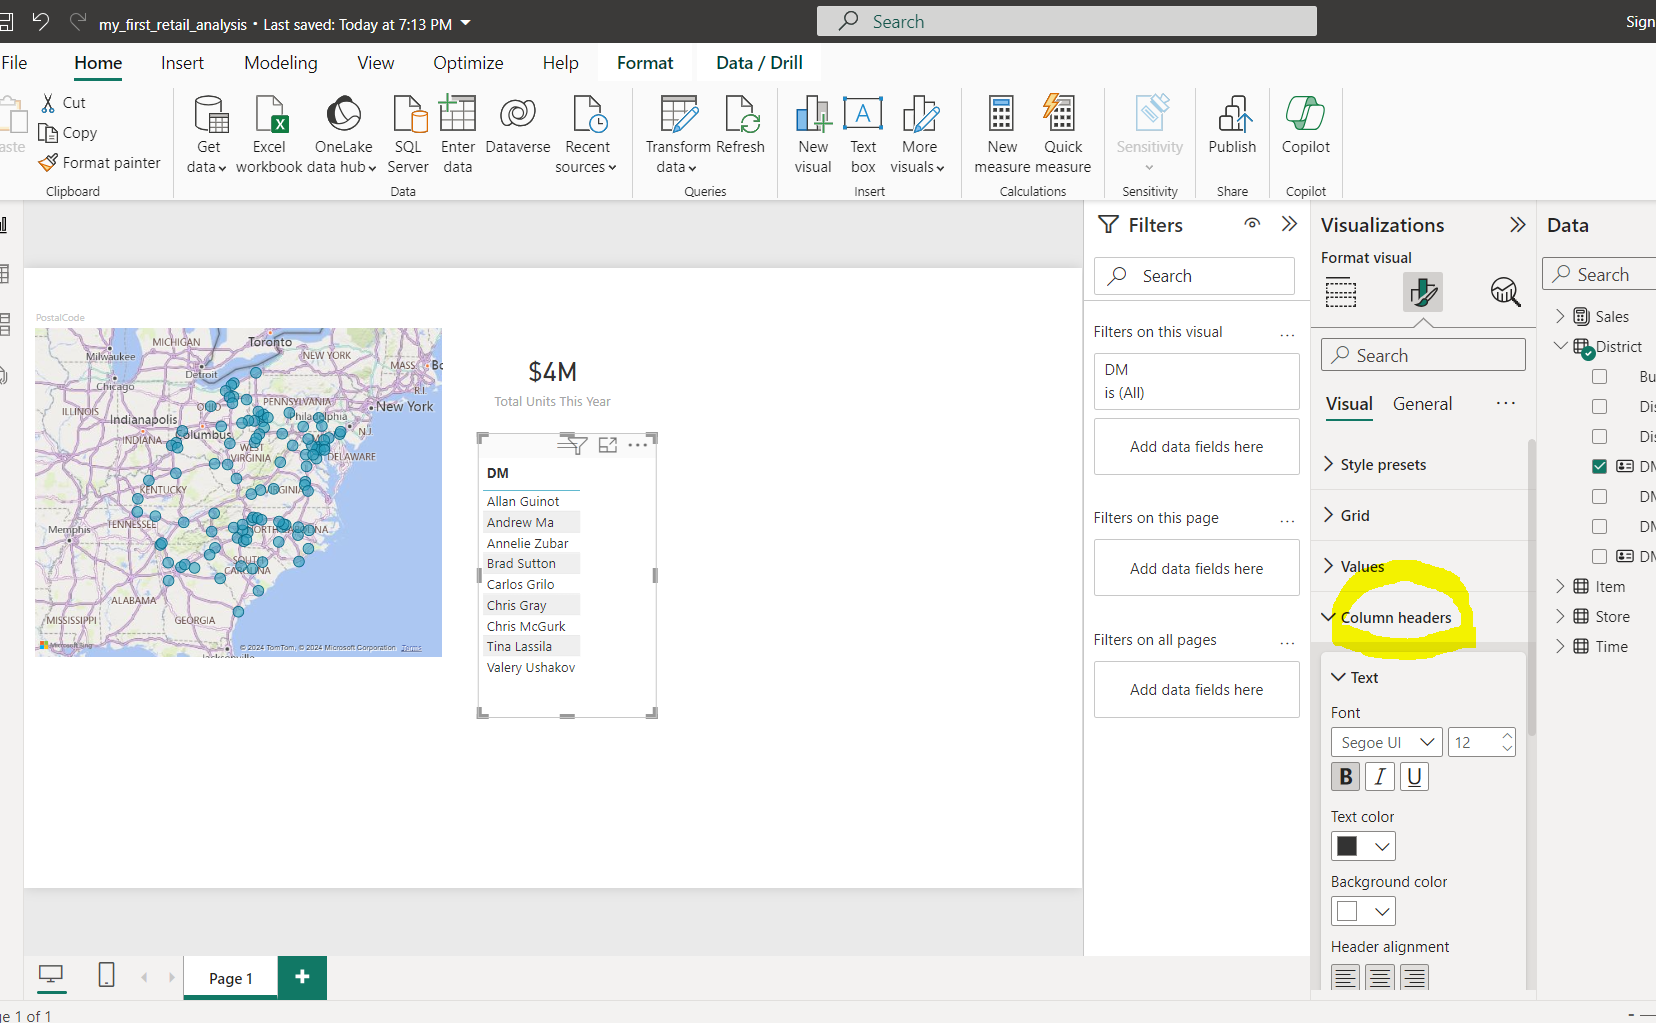 my_first_retail_analysis • Last saved: Today at 7:13 PM
Search
Sign
File
Home
Insert
Modeling
View
Optimize
Help
Format
Data / Drill
Cut
Copy
Format painter
Clipboard
Get data
Excel workbook
OneLake data hub
SQL Server
Enter data
Dataverse
Recent sources
Data
Transform data
Refresh
Queries
New visual
Text box
More visuals
Insert
New measure
Quick measure
Calculations
Sensitivity
Sensitivity
Publish
Share
Copilot
Copilot
PostalCode
MICHIGAN
Toronto
Milwaukee
NEW YORK
MASS.
Detroit
Chicago
R.I.
PENNSYLVANIA
New York
ILLINOIS
Indianapolis
Philadelphia
Columbus
N.J.
INDIANA
WEST VIRGINIA
DELAWARE
KENTUCKY
VIRGINIA
TENNESSEE
Memphis
NORTH CAROLINA
SOUTH CAROLINA
ALABAMA
MISSISSIPPI
GEORGIA
Microsoft Bing
© 2024 TomTom, © 2024 Microsoft Corporation Terms
Jacksonville
$4M
Total Units This Year
DM
Allan Guinot
Andrew Ma
Annelie Zubar
Brad Sutton
Carlos Grilo
Chris Gray
Chris McGurk
Tina Lassila
Valery Ushakov
Filters
Search
Filters on this visual
DM
is (All)
Add data fields here
Filters on this page
Add data fields here
Filters on all pages
Add data fields here
Visualizations
Format visual
Search
Visual
General
Style presets
Grid
Values
Column headers
Text
Font
Segoe UI
12
B
I
U
Text color
Background color
Header alignment
Data
Search
Sales
District
Bu
Dis
Dis
DM
DM
DM
DM
Item
Store
Time
Page 1
ge 1 of 1